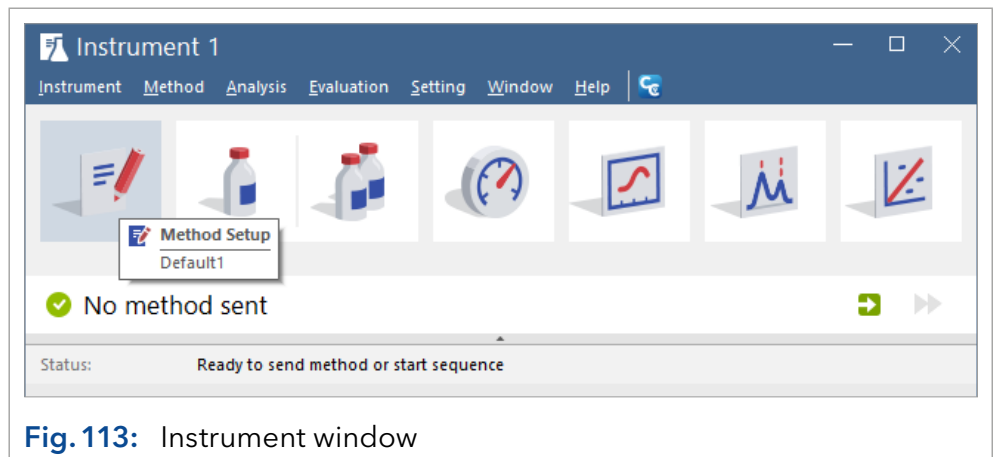 Instrument 1
Instrument Method Analysis Evaluation Setting Window Help
Method Setup
Default1
No method sent
Status: Ready to send method or start sequence
Fig. 113: Instrument window